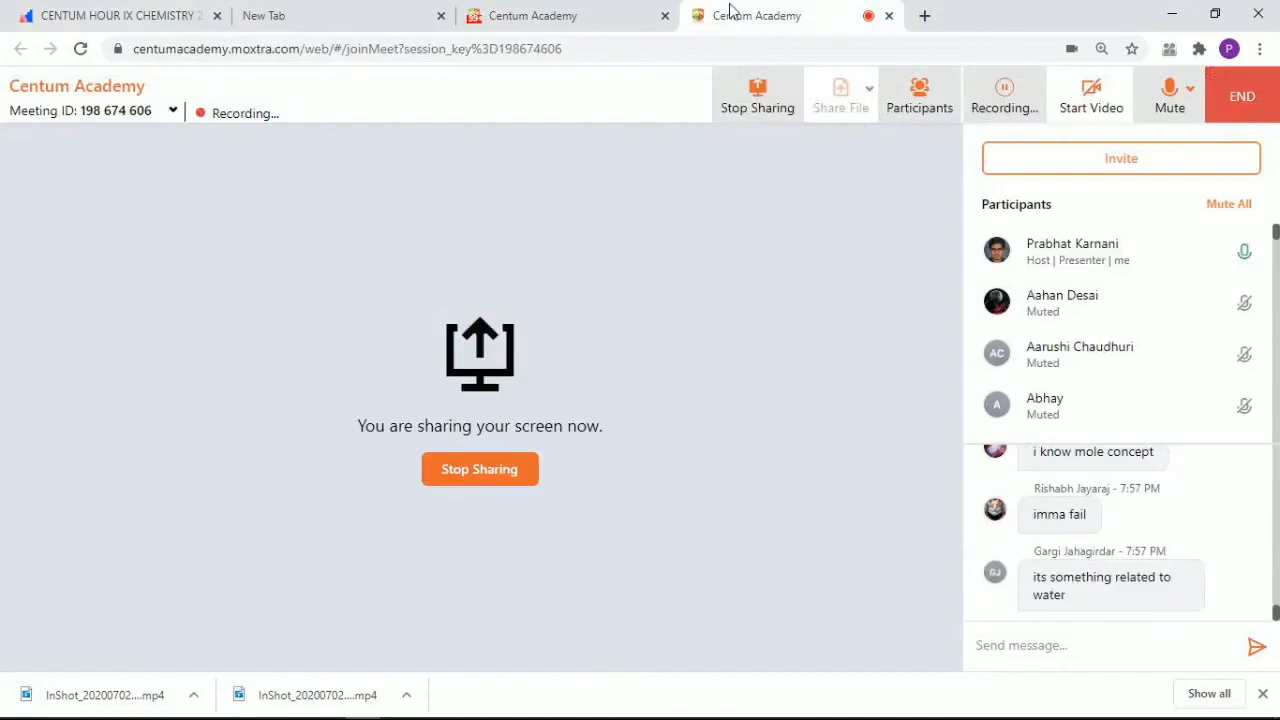 CENTUM HOUR IX CHEMISTRY 2
New Tab
99+
Centum Academy
Centum Academy
centumacademy.moxtra.com/web/#/joinMeet?session_key%3D198674606
P
Centum Academy
Meeting ID: 198 674 606
Recording...
Stop Sharing
Share File
Participants
Recording...
Start Video
Mute
END
Invite
Participants
Mute All
Prabhat Karnani
Host | Presenter | me
Aahan Desai
Muted
AC
Aarushi Chaudhuri
Muted
A
Abhay
Muted
You are sharing your screen now.
Stop Sharing
i know mole concept
Rishabh Jayaraj - 7:57 PM
imma fail
Gargi Jahagirdar - 7:57 PM
GJ
its something related to
water
Send message...
InShot_20200702....mp4
InShot_20200702....mp4
Show all